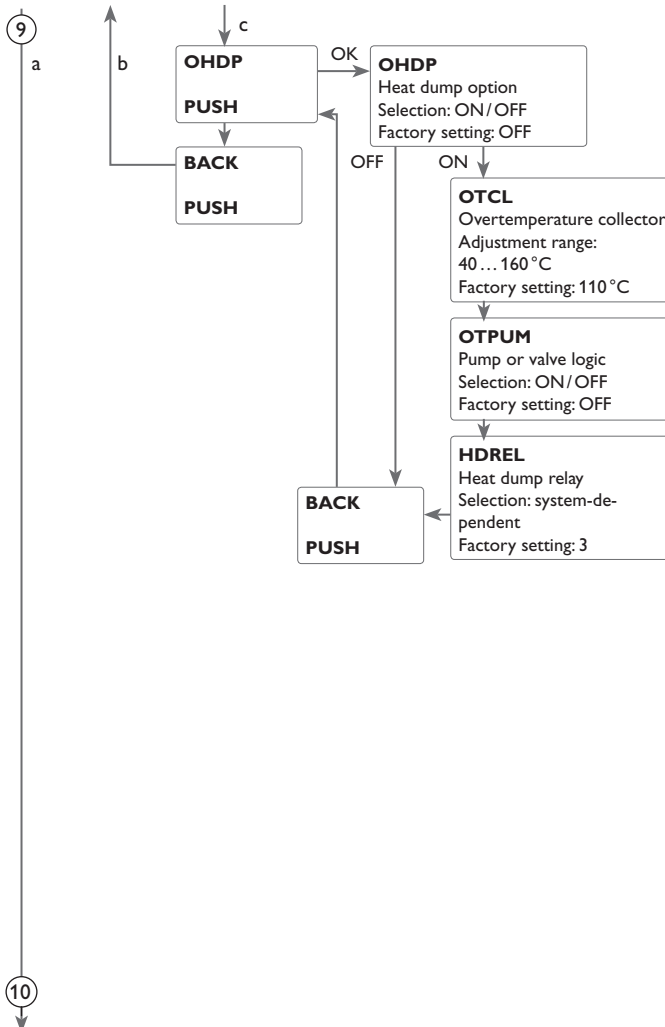 9
a
b
c
OHDP
PUSH
OK
OHDP
Heat dump option
Selection: ON / OFF
Factory setting: OFF
BACK
PUSH
OFF
ON
OTCL
Overtemperature collector
Adjustment range:
40 … 160 °C
Factory setting: 110 °C
OTPUM
Pump or valve logic
Selection: ON / OFF
Factory setting: OFF
HDREL
Heat dump relay
Selection: system-de-
pendent
Factory setting: 3
BACK
PUSH
10